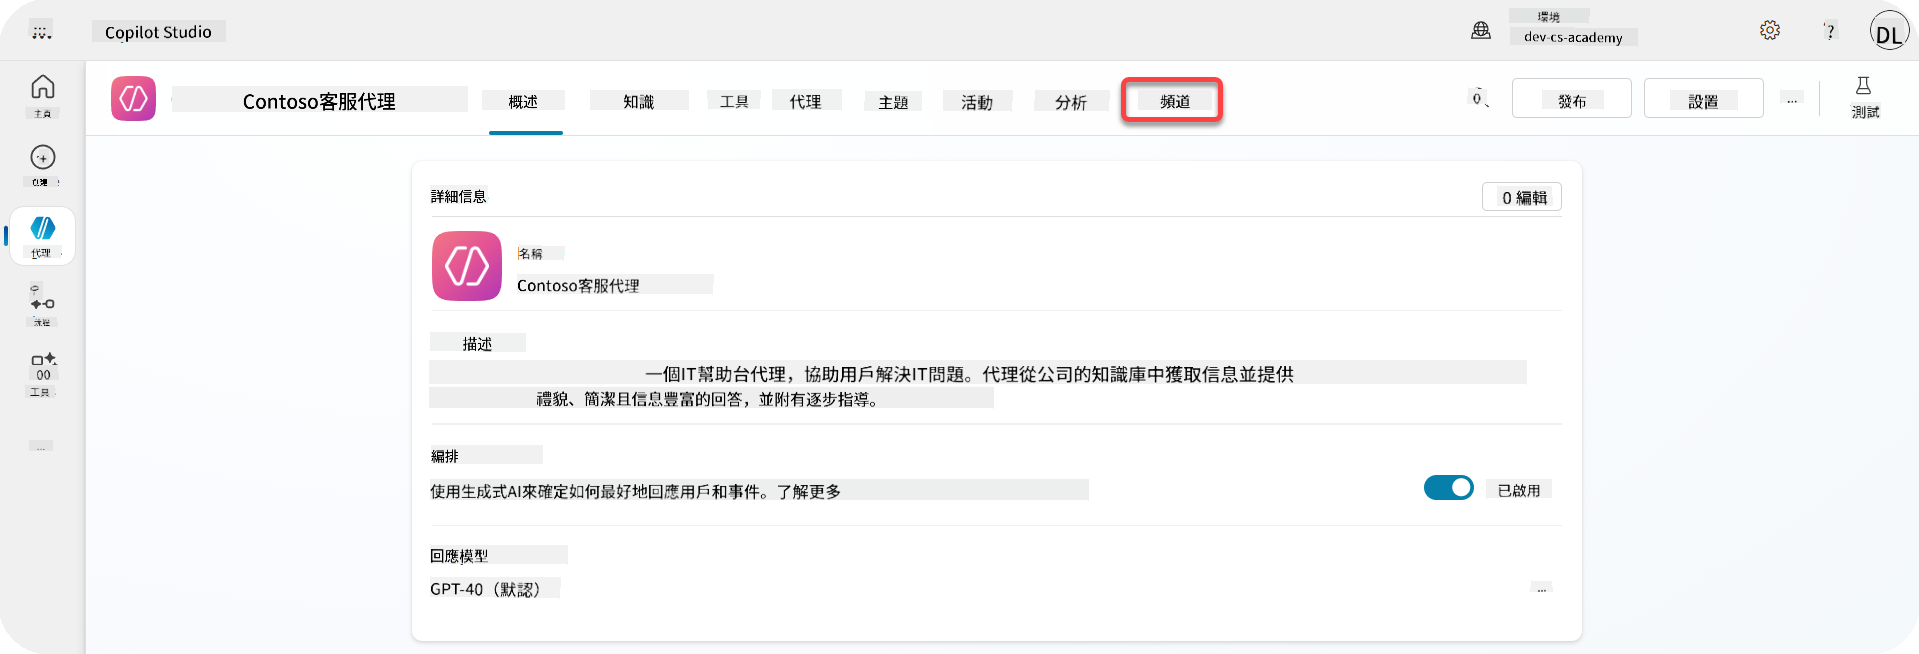 Copilot Studio
環境
dev-cs-academy
?
DL
Contoso客服代理
概述
知識
工具
代理
主題
活動
分析
頻道
發布
設置
...
測試
主頁
代理
流程
工具
...
詳細信息
0 編輯
名稱
Contoso客服代理
描述
一個IT幫助台代理，協助用戶解決IT問題。代理從公司的知識庫中獲取信息並提供
禮貌、簡潔且信息豐富的回答，並附有逐步指導。
編排
使用生成式AI來確定如何最好地回應用戶和事件。了解更多
已啟用
回應模型
GPT-40（默認）
...